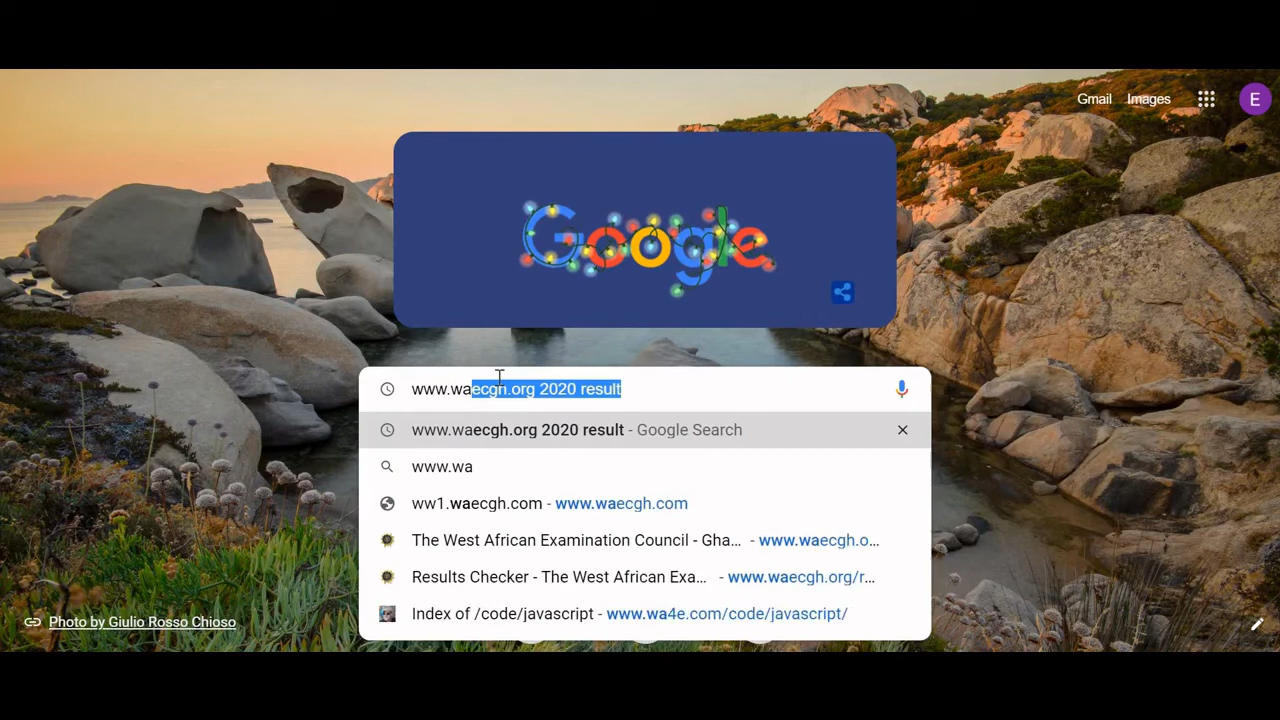 Gmail Images
E
Google
www.waecgh.org 2020 result
www.waecgh.org 2020 result - Google Search
www.wa
ww1.waecgh.com - www.waecgh.com
The West African Examination Council - Gha... - www.waecgh.o...
Results Checker - The West African Exa... - www.waecgh.org/r...
Index of /code/javascript - www.wa4e.com/code/javascript/
Photo by Giulio Rosso Chioso